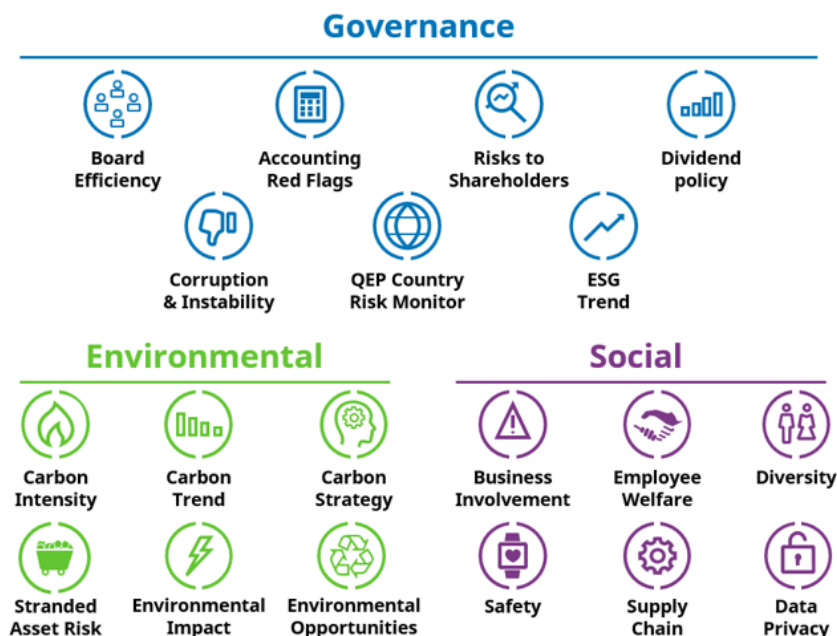 Governance
Board
Efficiency
Accounting
Red Flags
Risks to
Shareholders
Dividend
policy
Corruption
& Instability
QEP Country
Risk Monitor
ESG
Trend
Environmental
Carbon
Intensity
Carbon
Trend
Carbon
Strategy
Stranded
Asset Risk
Environmental
Impact
Environmental
Opportunities
Social
Business
Involvement
Employee
Welfare
Diversity
Safety
Supply
Chain
Data
Privacy